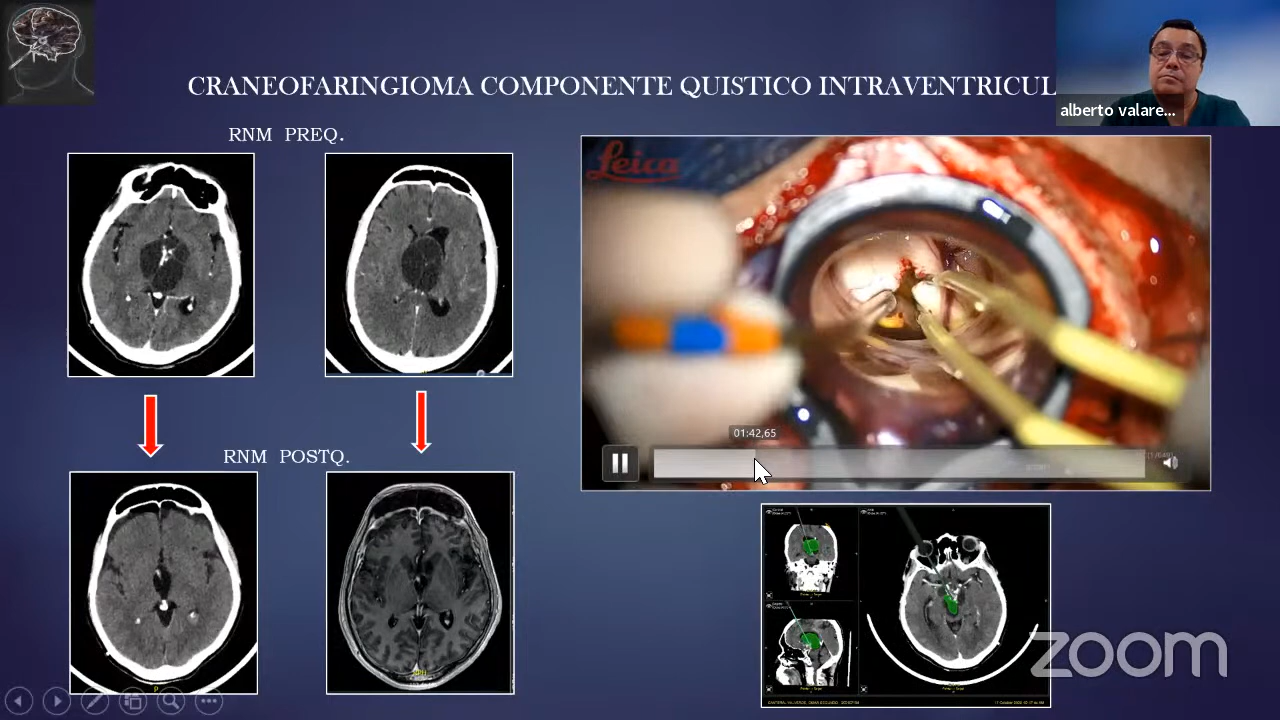 CRANEOFARINGIOMA COMPONENTE QUISTICO INTRAVENTRICUL
alberto valare...
RNM PREQ.
Leica
01:42,65
RNM POSTQ.
zoom